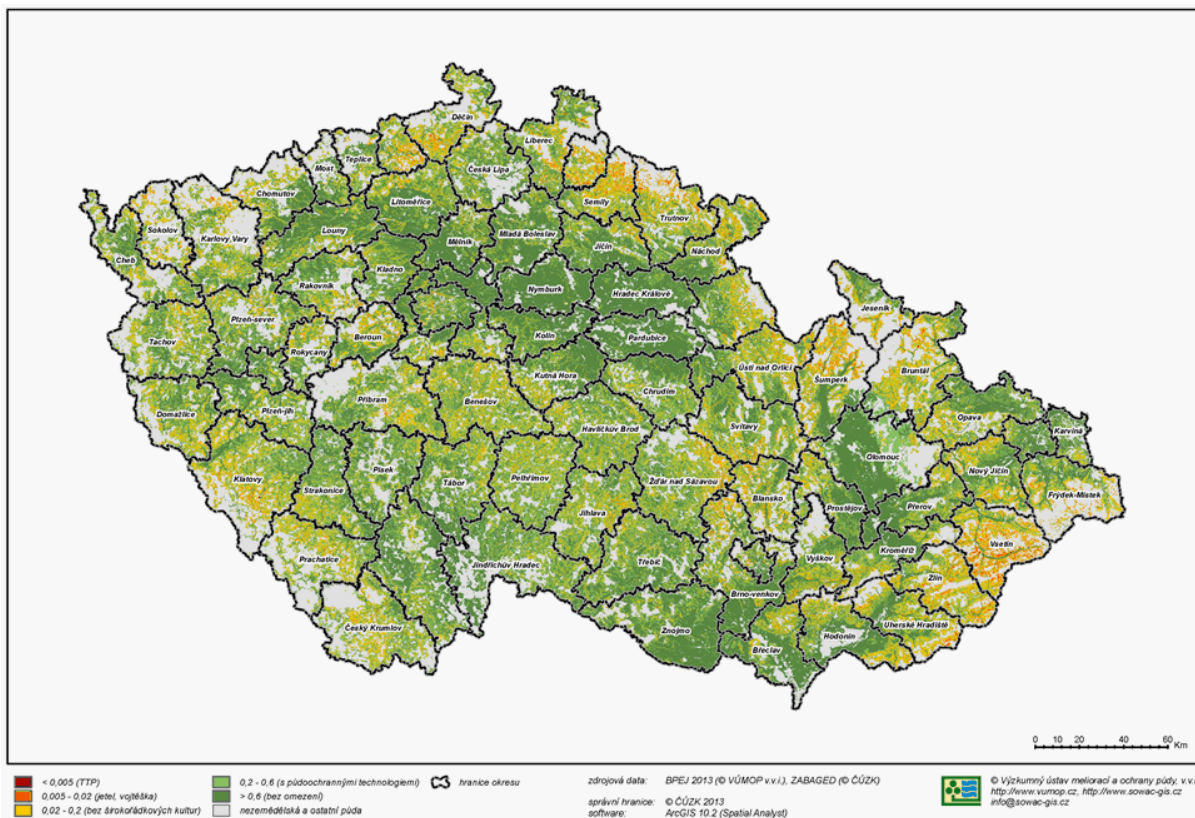 Děčín
Liberec
Teplice
Most
Česká Lípa
Chomutov
Semily
Litoměřice
Trutnov
Sokolov
Karlovy Vary
Louny
Mělník
Mladá Boleslav
Jičín
Náchod
Cheb
Kladno
Rakovník
Nymburk
Hradec Králové
Jeseník
Plzeň-sever
Tachov
Rokycany
Beroun
Kolín
Pardubice
Ústí nad Orlicí
Šumperk
Bruntál
Kutná Hora
Chrudim
Příbram
Benešov
Domažlice
Plzeň-jih
Havlíčkův Brod
Svitavy
Opava
Karviná
Olomouc
Klatovy
Písek
Strakonice
Tábor
Pelhřimov
Žďár nad Sázavou
Nový Jičín
Blansko
Frýdek-Místek
Jihlava
Prostějov
Přerov
Prachatice
Jindřichův Hradec
Třebíč
Vyškov
Kroměříž
Vsetín
Zlín
Brno-venkov
Český Krumlov
Znojmo
Uherské Hradiště
Hodonín
Břeclav
0 10 20 40 60 Km
< 0,005 (TTP)
0,005 - 0,02 (jetel, vojtěška)
0,02 - 0,2 (bez širokořádkových kultur)
0,2 - 0,6 (s půdoochrannými technologiemi)
> 0,6 (bez omezení)
nezemědělská a ostatní půda
hranice okresu
zdrojová data: BPEJ 2013 (© VÚMOP v.v.i.), ZABAGED (© ČÚZK)
správní hranice: © ČÚZK 2013
software: ArcGIS 10.2 (Spatial Analyst)
© Výzkumný ústav meliorací a ochrany půdy, v.v.i
http://www.vumop.cz, http://www.sowac-gis.cz
info@sowac-gis.cz